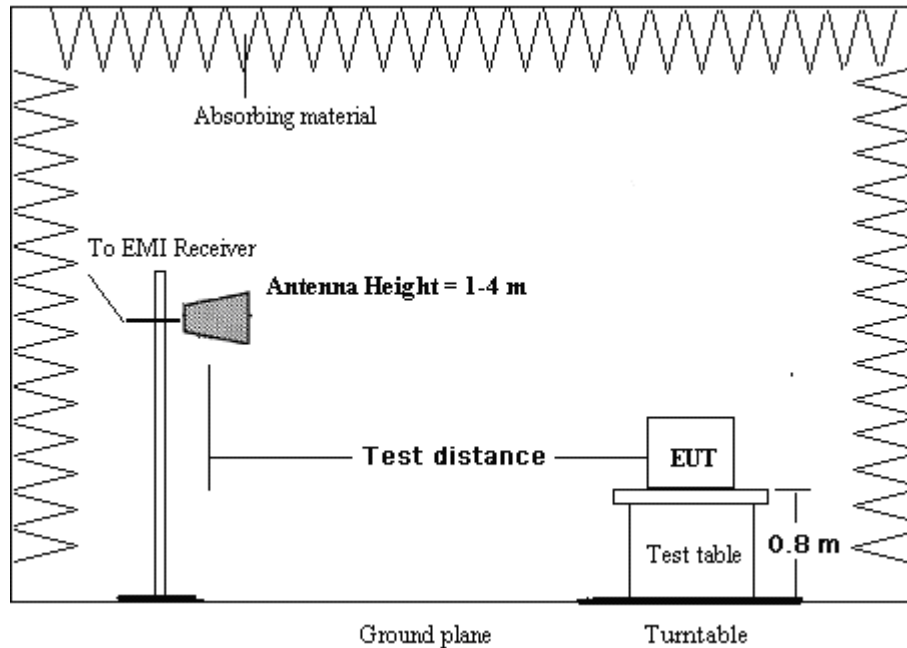 Absorbing material
To EMI Receiver
Antenna Height = 1-4 m
Test distance
EUT
Test table
0.8 m
Ground plane
Turntable